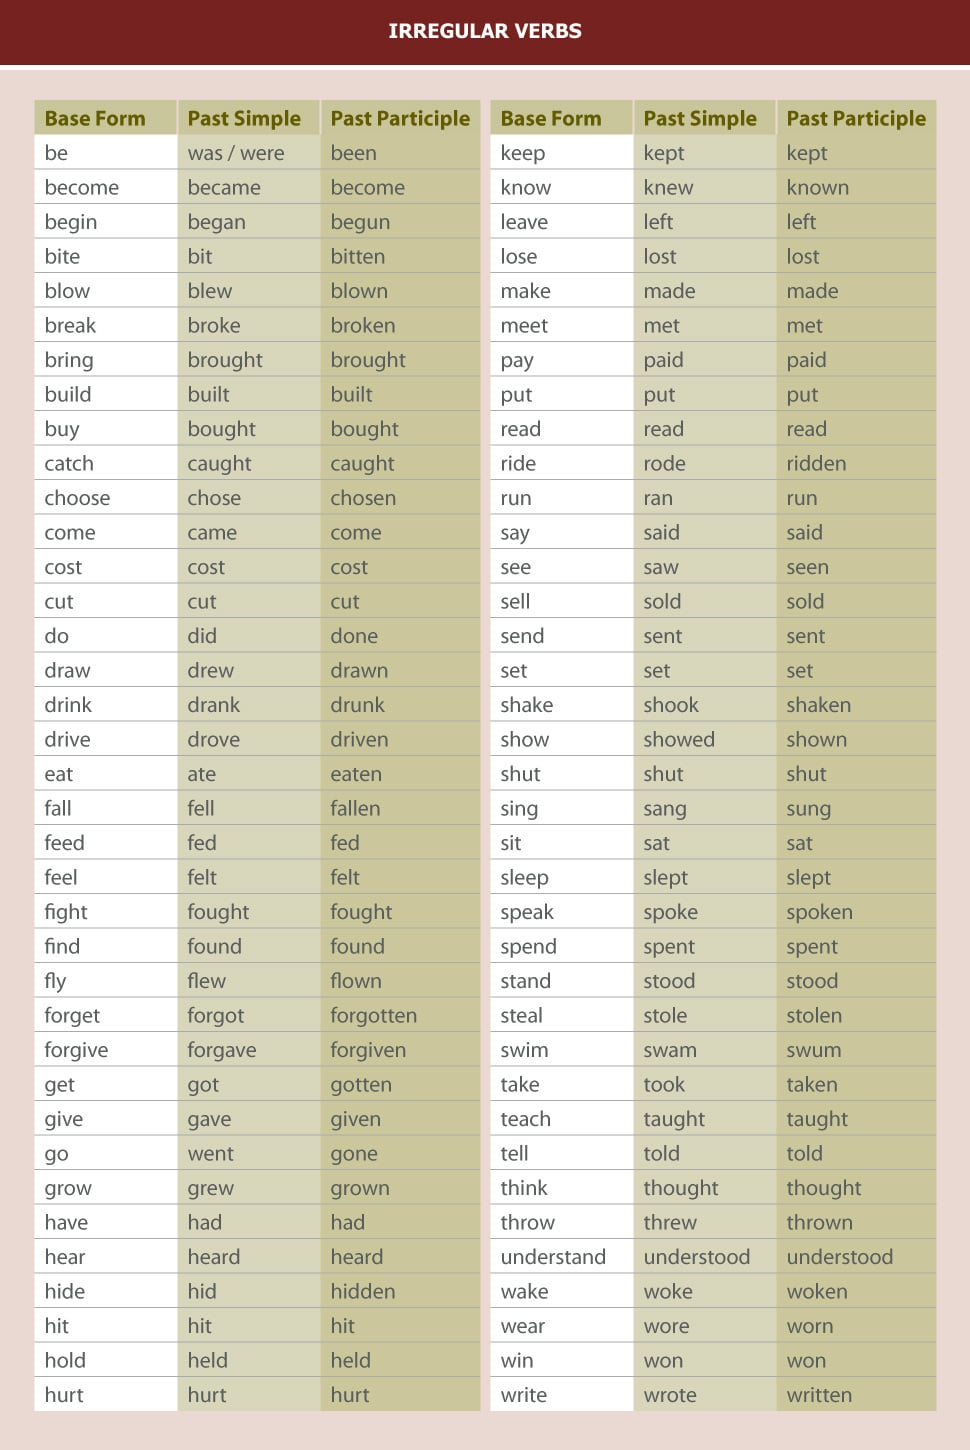 IRREGULAR VERBS
Base Form Past Simple Past Participle Base Form Past Simple Past Participle
be was / were been keep kept kept
become became become know knew known
begin began begun leave left left
bite bit bitten lose lost lost
blow blew blown make made made
break broke broken meet met met
bring brought brought pay paid paid
build built built put put put
buy bought bought read read read
catch caught caught ride rode ridden
choose chose chosen run ran run
come came come say said said
cost cost cost see saw seen
cut cut cut sell sold sold
do did done send sent sent
draw drew drawn set set set
drink drank drunk shake shook shaken
drive drove driven show showed shown
eat ate eaten shut shut shut
fall fell fallen sing sang sung
feed fed fed sit sat sat
feel felt felt sleep slept slept
fight fought fought speak spoke spoken
find found found spend spent spent
fly flew flown stand stood stood
forget forgot forgotten steal stole stolen
forgive forgave forgiven swim swam swum
get got gotten take took taken
give gave given teach taught taught
go went gone tell told told
grow grew grown think thought thought
have had had throw threw thrown
hear heard heard understand understood understood
hide hid hidden wake woke woken
hit hit hit wear wore worn
hold held held win won won
hurt hurt hurt write wrote written